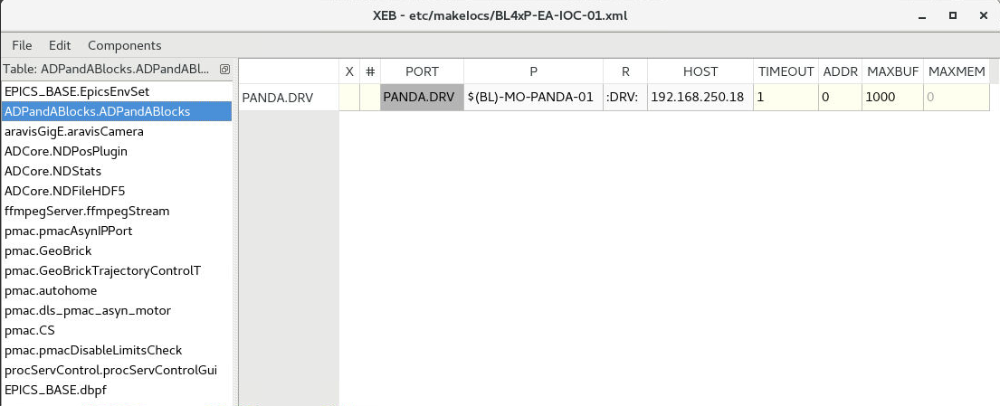 XEB - etc/makeIocs/BL4xP-EA-IOC-01.xml
File Edit Components
Table: ADPandABlocks.ADPandABl...
X # PORT P R HOST TIMEOUT ADDR MAXBUF MAXMEM
PANDA.DRV PANDA.DRV $(BL)-MO-PANDA-01 :DRV: 192.168.250.18 1 0 1000 0
EPICS_BASE.EpicsEnvSet
ADPandABlocks.ADPandABlocks
aravisGigE.aravisCamera
ADCore.NDPosPlugin
ADCore.NDStats
ADCore.NDFileHDF5
ffmpegServer.ffmpegStream
pmac.pmacAsynIPPort
pmac.GeoBrick
pmac.GeoBrickTrajectoryControlT
pmac.autohome
pmac.dls_pmac_asyn_motor
pmac.CS
pmac.pmacDisableLimitsCheck
procServControl.procServControlGui
EPICS_BASE.dbpf